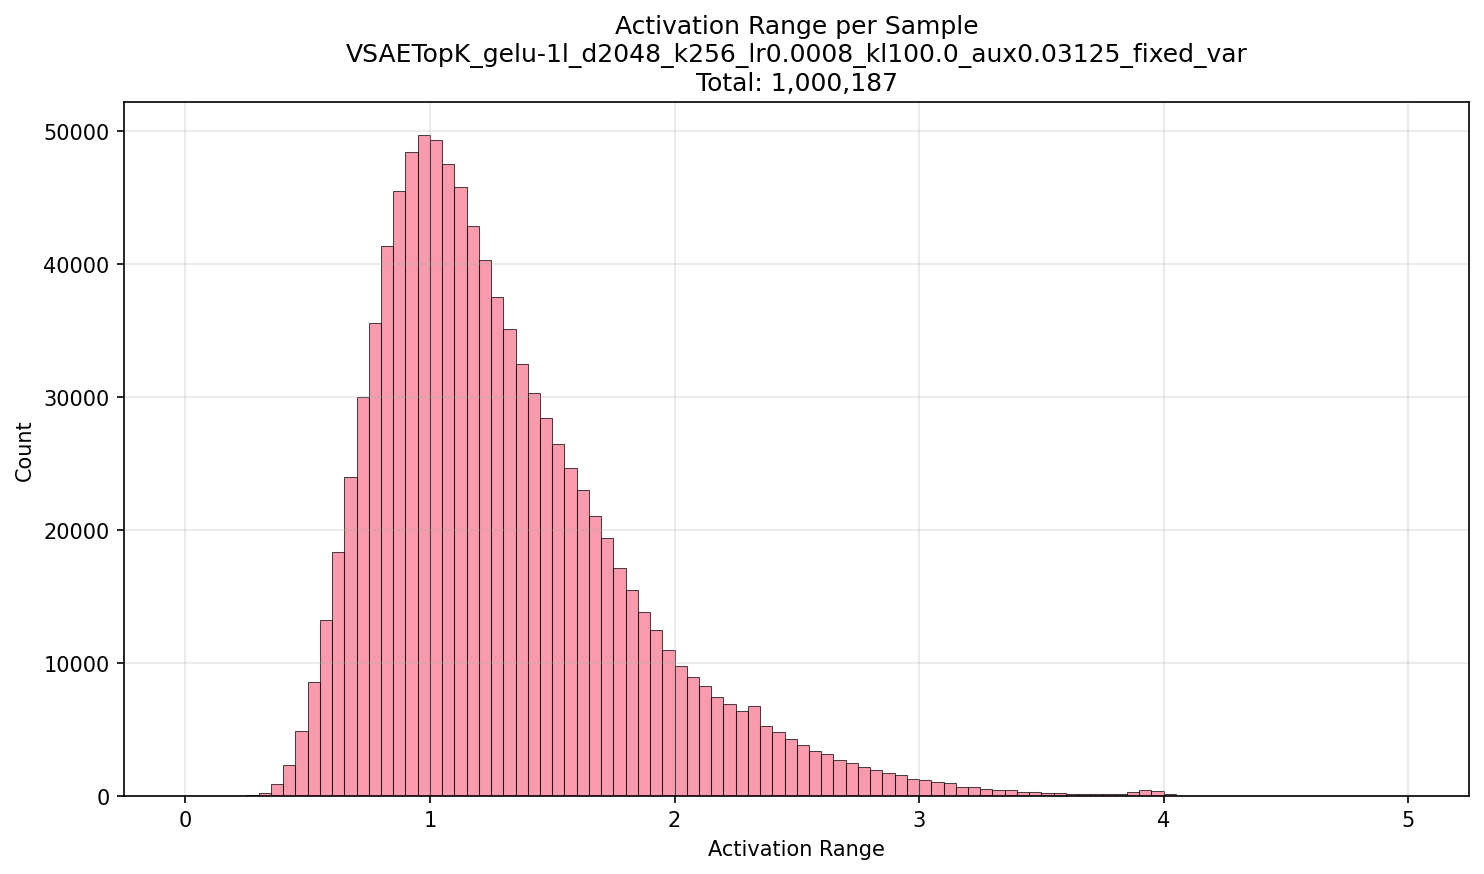 Activation Range per Sample
VSAETopK_gelu-1l_d2048_k256_lr0.0008_kl100.0_aux0.03125_fixed_var
Total: 1,000,187
50000
40000
30000
20000
10000
0
Count
0 1 2 3 4 5
Activation Range